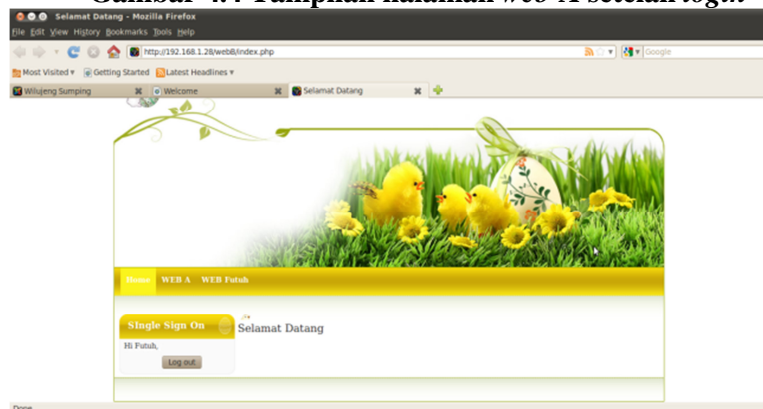 Gambar 4.4 Tampilan halaman web A setelah login
Selamat Datang - Mozilla Firefox
File Edit View History Bookmarks Tools Help
http://192.168.1.28/webB/index.php
Google
Most Visited Getting Started Latest Headlines
Wilujeng Sumping Welcome Selamat Datang
Home WEB A WEB Futuh
SIngle Sign On
Selamat Datang
Hi Futuh,
Log out
Done